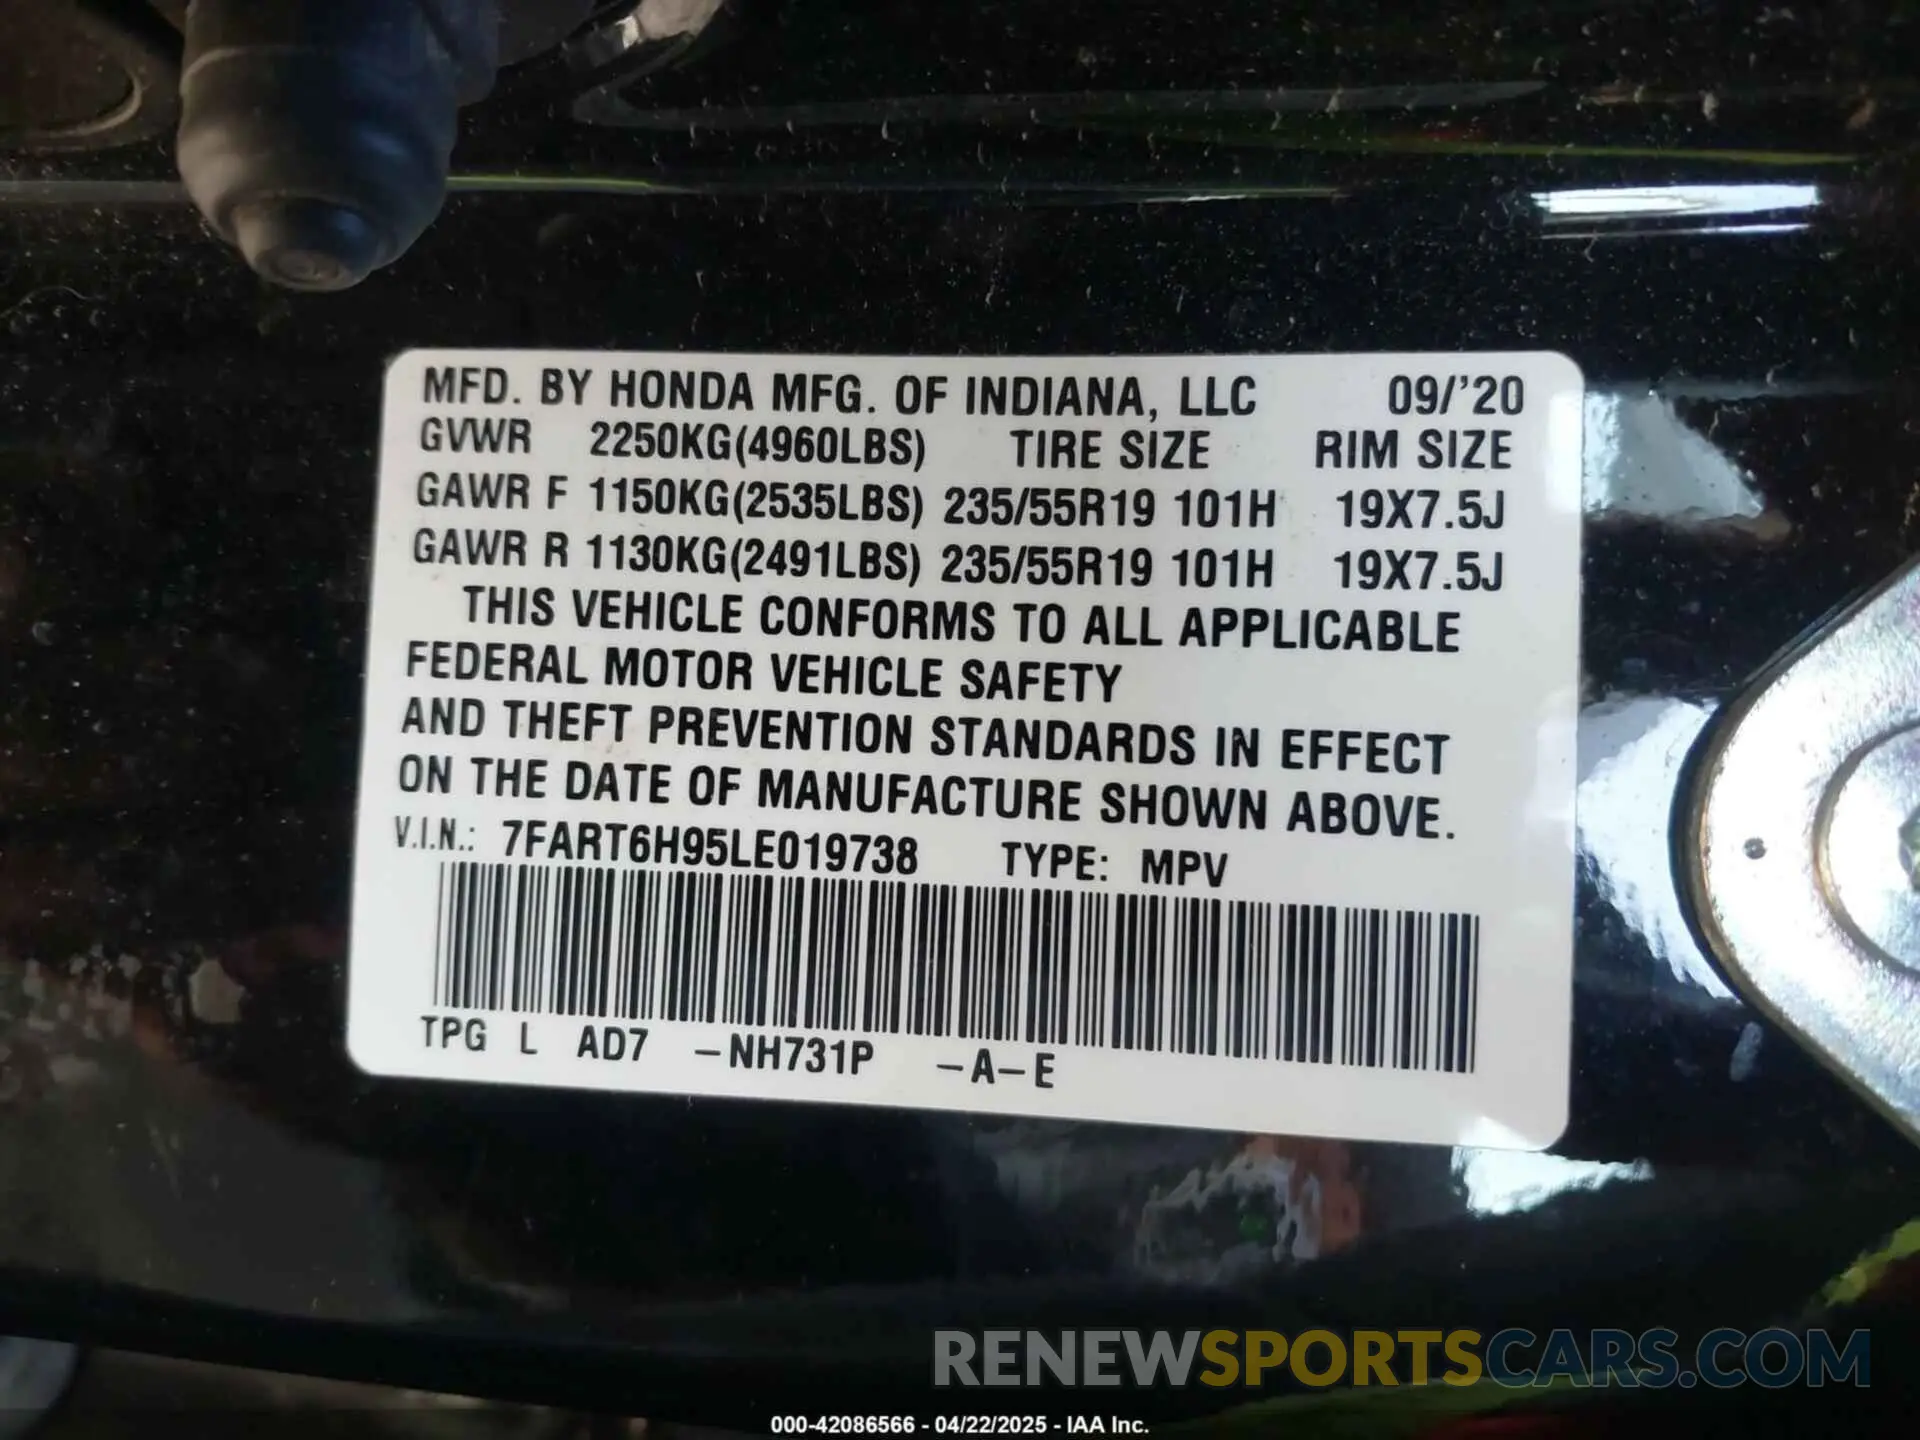 MFD. BY HONDA MFG. OF INDIANA, LLC 09/'20
GVWR 2250KG(4960LBS) TIRE SIZE RIM SIZE
GAWR F 1150KG(2535LBS) 235/55R19 101H 19X7.5J
GAWR R 1130KG(2491LBS) 235/55R19 101H 19X7.5J
THIS VEHICLE CONFORMS TO ALL APPLICABLE
FEDERAL MOTOR VEHICLE SAFETY
AND THEFT PREVENTION STANDARDS IN EFFECT
ON THE DATE OF MANUFACTURE SHOWN ABOVE.
V.I.N.: 7FART6H95LE019738 TYPE: MPV
TPG L AD7 -NH731P -A-E
RENEWSPORTSCARS.COM
000-42086566 - 04/22/2025 - IAA Inc.